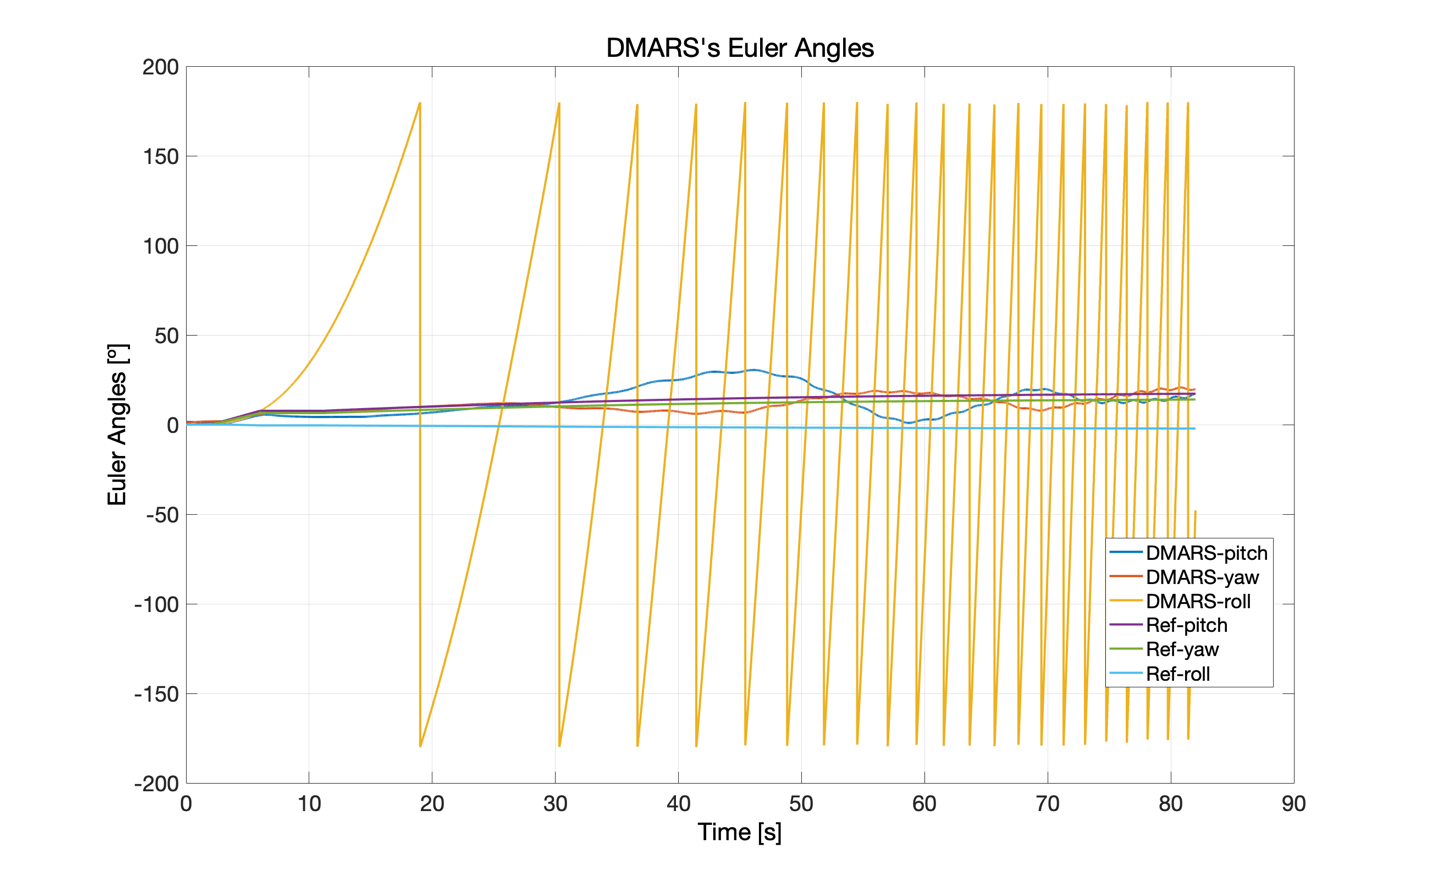 DMARS's Euler Angles
200
150
100
50
0
-50
-100
-150
-200
Euler Angles [º]
0 10 20 30 40 50 60 70 80 90
Time [s]
DMARS-pitch
DMARS-yaw
DMARS-roll
Ref-pitch
Ref-yaw
Ref-roll